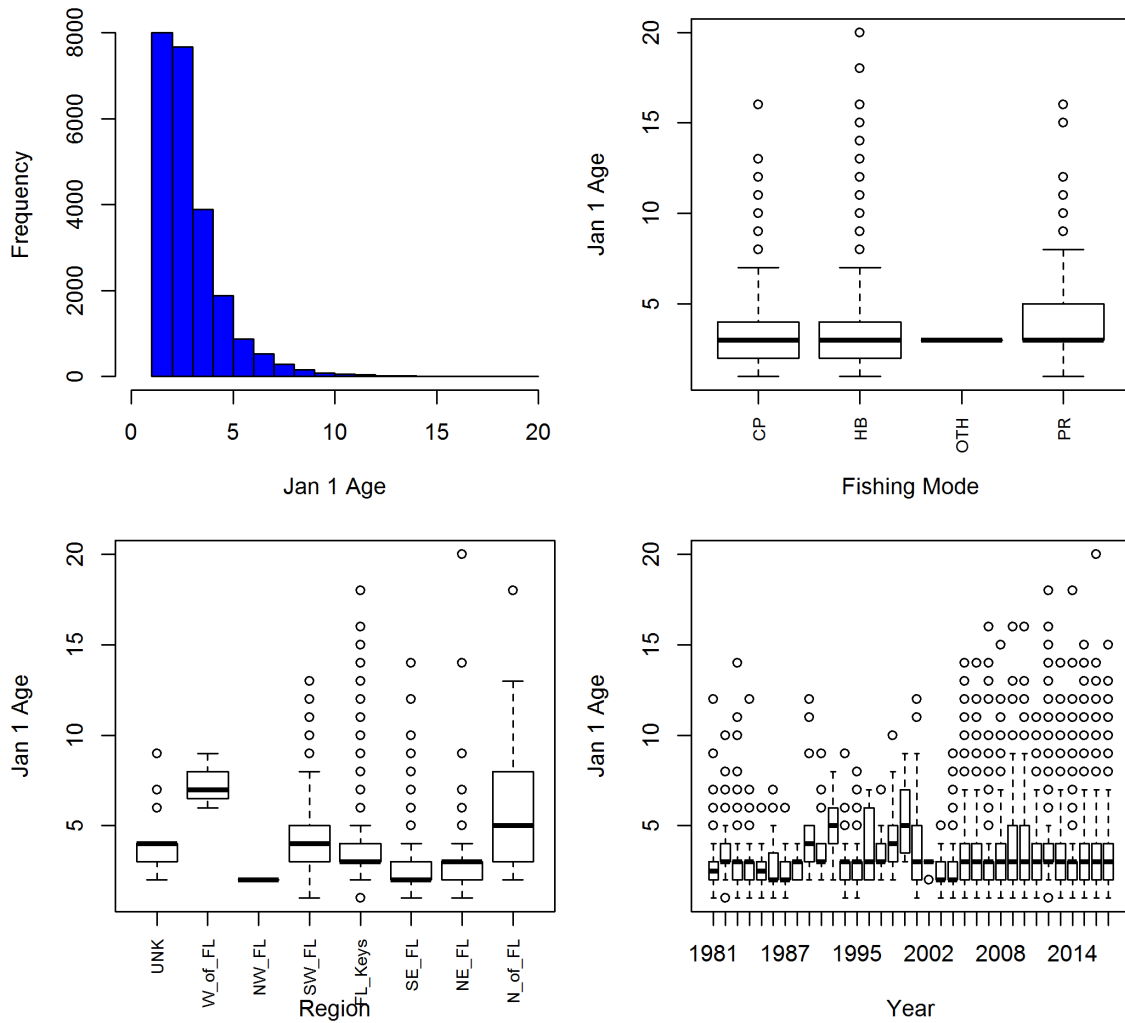 Frequency
0 2000 4000 6000 8000
0 5 10 15 20
Jan 1 Age
Jan 1 Age
5 10 15 20
CP HB OTH PR
Fishing Mode
Jan 1 Age
5 10 15 20
UNK W_of_FL NW_FL SW_FL FL_Keys SE_FL NE_FL N_of_FL
Region
Jan 1 Age
5 10 15 20
1981 1987 1995 2002 2008 2014
Year